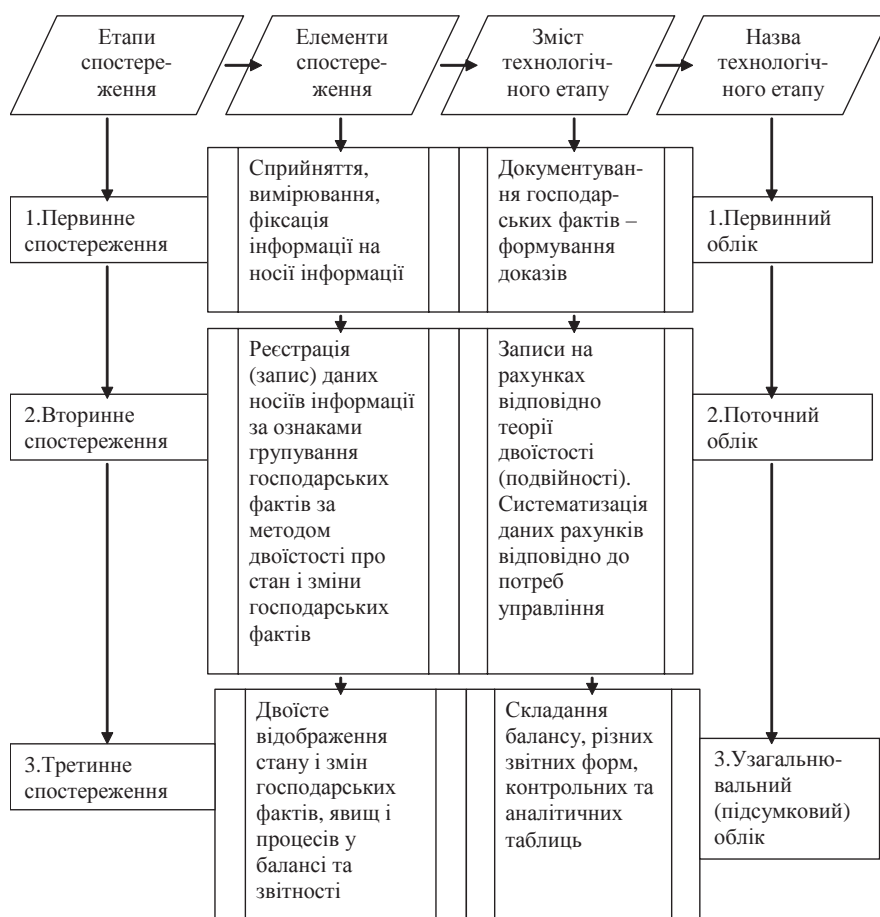 Етапи
спостере-
ження
Елементи
спостере-
ження
Зміст
технологіч-
ного етапу
Назва
технологіч-
ного етапу
1.Первинне
спостереження
Сприйняття,
вимірювання,
фіксація
інформації на
носії інформації
Документуван-
ня господар-
ських фактів –
формування
доказів
1.Первинний
облік
2.Вторинне
спостереження
Реєстрація
(запис) даних
носіїв інформації
за ознаками
групування
господарських
фактів за
методом
двоїстості про
стан і зміни
господарських
фактів
Записи на
рахунках
відповідно
теорії
двоїстості
(подвійності).
Систематизація
даних рахунків
відповідно до
потреб
управління
2.Поточний
облік
3.Третинне
спостереження
Двоїсте
відображення
стану і змін
господарських
фактів, явищ і
процесів у
балансі та
звітності
Складання
балансу, різних
звітних форм,
контрольних та
аналітичних
таблиць
3.Узагальню-
вальний
(підсумковий)
облік